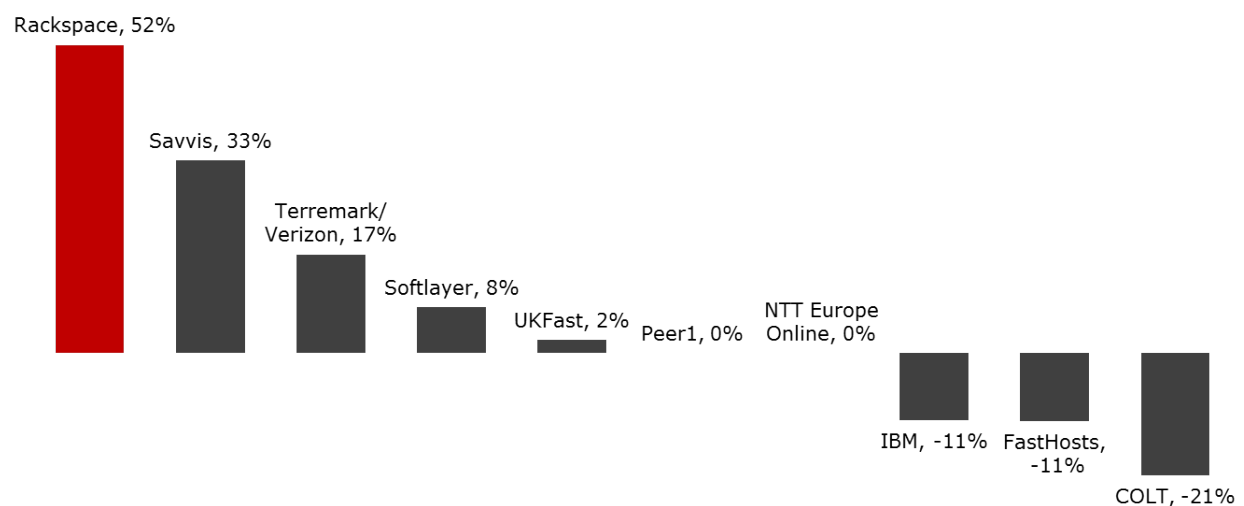 Rackspace, 52%
Savvis, 33%
Terremark/
Verizon, 17%
Softlayer, 8%
UKFast, 2%
Peer1, 0%
NTT Europe
Online, 0%
IBM, -11%
FastHosts,
-11%
COLT, -21%